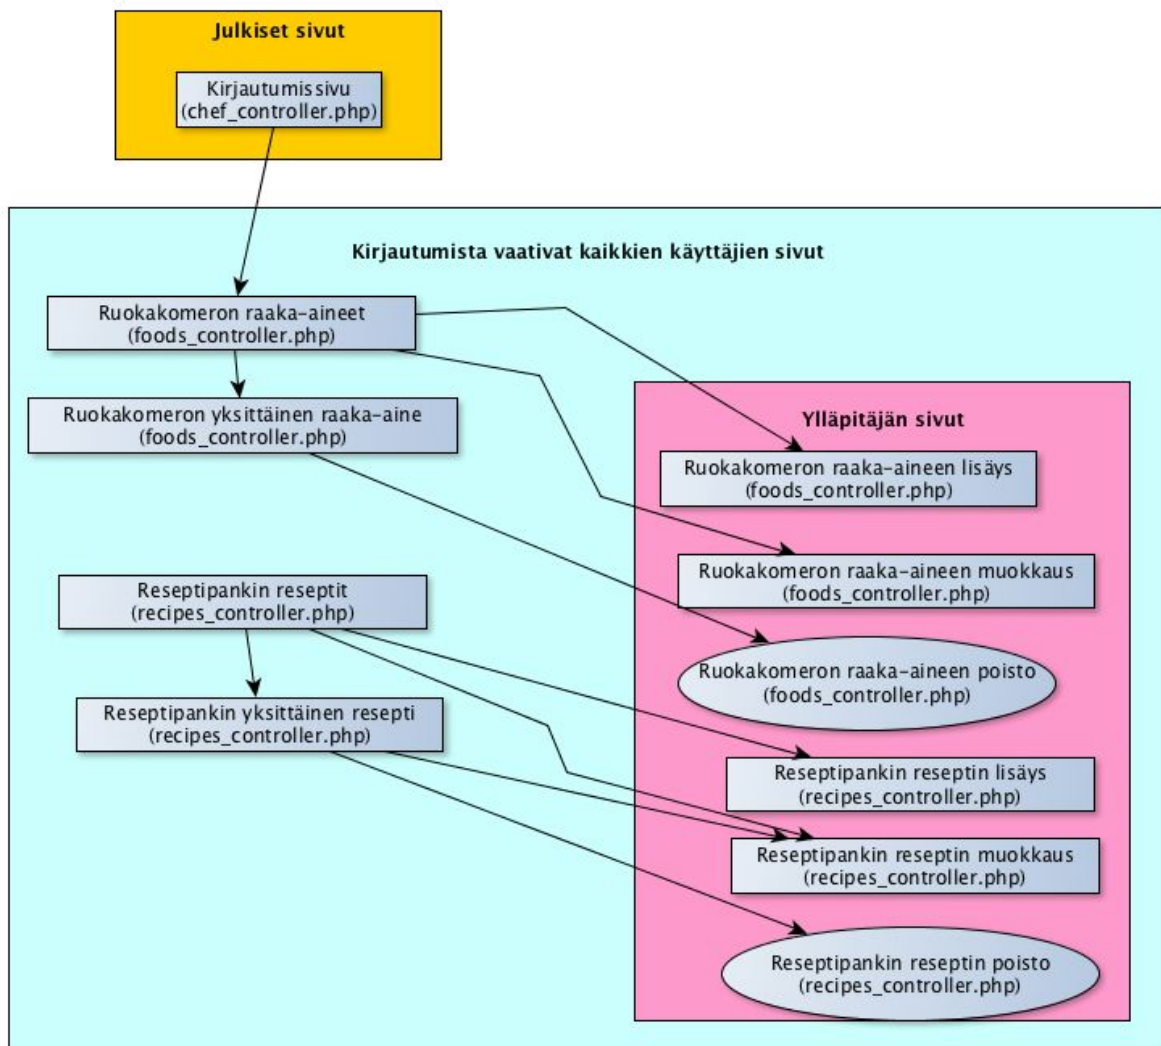 Julkiset sivut
Kirjautumissivu
(chef_controller.php)
Kirjautumista vaativat kaikkien käyttäjien sivut
Ruokakomeron raaka-aineet
(foods_controller.php)
Ruokakomeron yksittäinen raaka-aine
(foods_controller.php)
Reseptipankin reseptit
(recipes_controller.php)
Reseptipankin yksittäinen resepti
(recipes_controller.php)
Ylläpitäjän sivut
Ruokakomeron raaka-aineen lisäys
(foods_controller.php)
Ruokakomeron raaka-aineen muokkaus
(foods_controller.php)
Ruokakomeron raaka-aineen poisto
(foods_controller.php)
Reseptipankin reseptin lisäys
(recipes_controller.php)
Reseptipankin reseptin muokkaus
(recipes_controller.php)
Reseptipankin reseptin poisto
(recipes_controller.php)